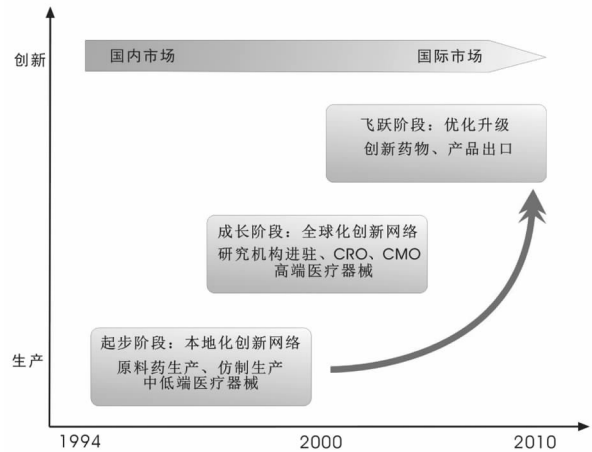 创新
国内市场
国际市场
飞跃阶段：优化升级
创新药物、产品出口
成长阶段：全球化创新网络
研究机构进驻、CRO、CMO
高端医疗器械
起步阶段：本地化创新网络
原料药生产、仿制生产
中低端医疗器械
生产
1994
2000
2010